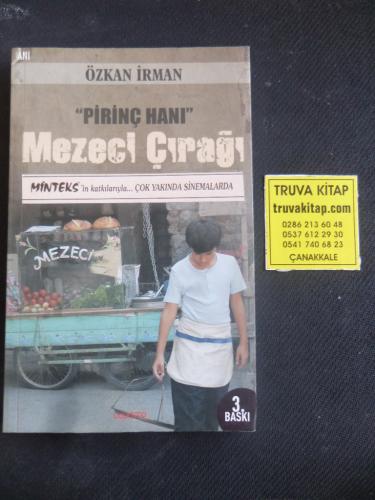 ANI
ÖZKAN İRMAN
"PİRİNÇ HANI"
Mezeci Çırağı
MİNTEKS'in katkılarıyla... ÇOK YAKINDA SİNEMALARDA
MEZECİ
3.
BASKI
TRUVA KİTAP
truvakitap.com
0286 213 60 48
0537 612 29 30
0541 740 68 23
ÇANAKKALE